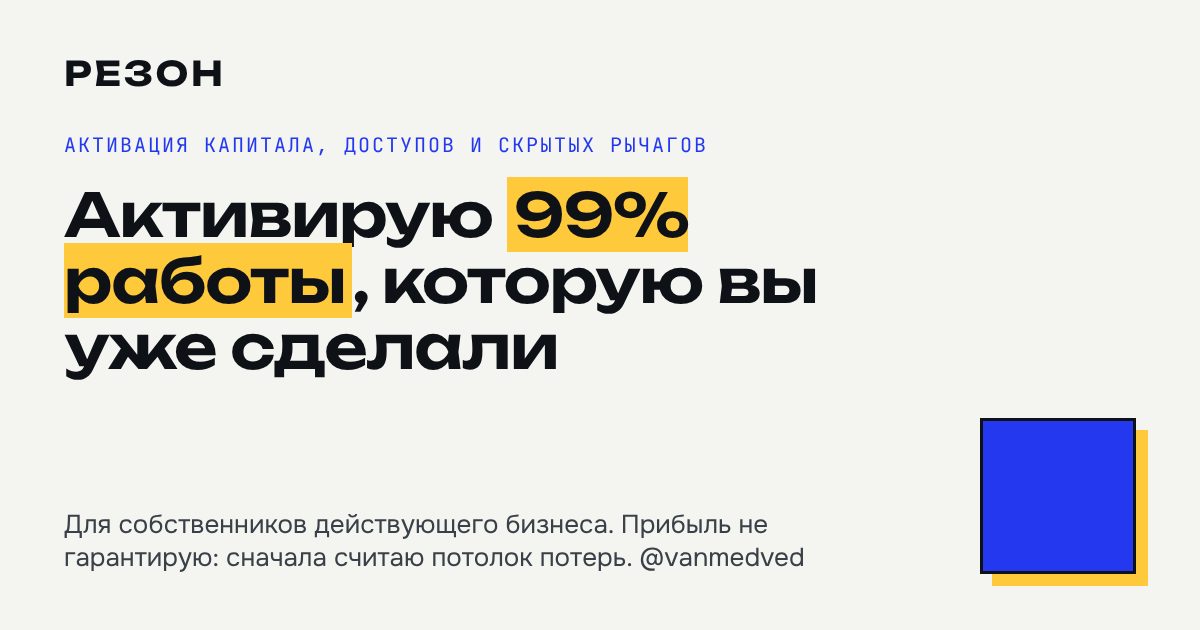 РЕЗОН
АКТИВАЦИЯ КАПИТАЛА, ДОСТУПОВ И СКРЫТЫХ РЫЧАГОВ
Активирую 99%
работы, которую вы
уже сделали
Для собственников действующего бизнеса. Прибыль не
гарантирую: сначала считаю потолок потерь. @vanmedved